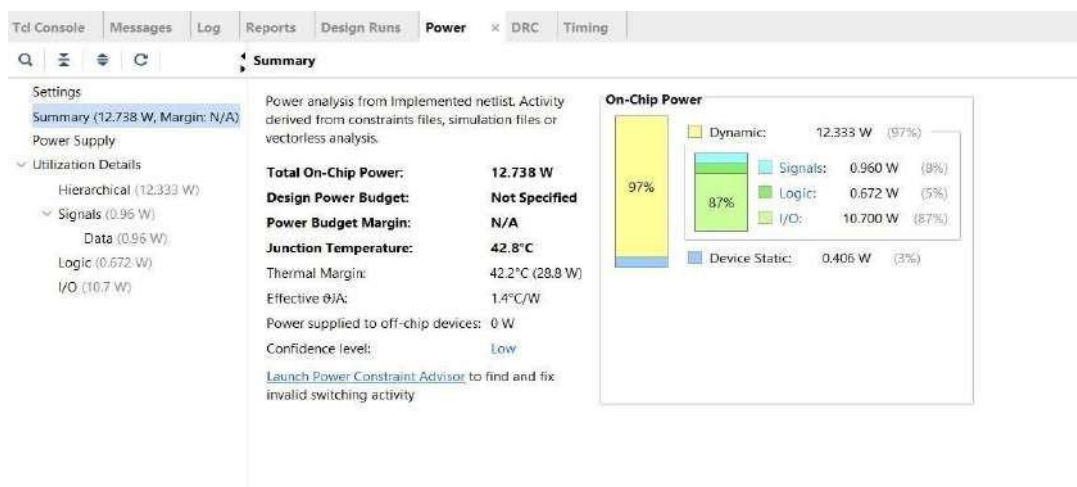 Tcl Console Messages Log Reports Design Runs Power × DRC Timing
Summary
Settings
Summary (12.738 W, Margin: N/A)
Power Supply
Utilization Details
Hierarchical (12.333 W)
Signals (0.96 W)
Data (0.96 W)
Logic (0.672 W)
I/O (10.7 W)
Power analysis from Implemented netlist. Activity
derived from constraints files, simulation files or
vectorless analysis.
Total On-Chip Power: 12.738 W
Design Power Budget: Not Specified
Power Budget Margin: N/A
Junction Temperature: 42.8°C
Thermal Margin: 42.2°C (28.8 W)
Effective ϑJA: 1.4°C/W
Power supplied to off-chip devices: 0 W
Confidence level: Low
Launch Power Constraint Advisor to find and fix
invalid switching activity
On-Chip Power
97%
Dynamic: 12.333 W (97%)
87%
Signals: 0.960 W (8%)
Logic: 0.672 W (5%)
I/O: 10.700 W (87%)
Device Static: 0.406 W (3%)